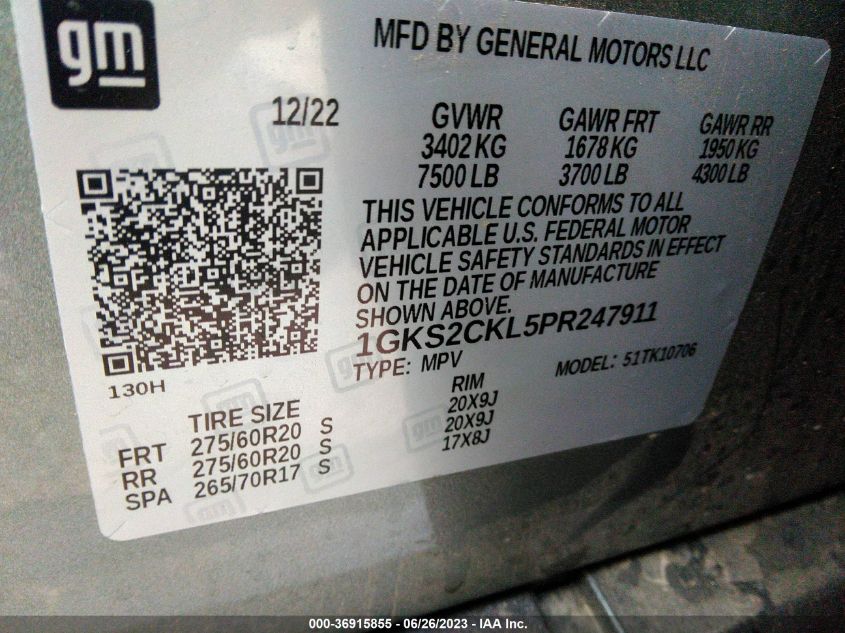 gm
MFD BY GENERAL MOTORS LLC
12/22
GVWR GAWR FRT GAWR RR
3402 KG 1678 KG 1950 KG
7500 LB 3700 LB 4300 LB
THIS VEHICLE CONFORMS TO ALL
APPLICABLE U.S. FEDERAL MOTOR
VEHICLE SAFETY STANDARDS IN EFFECT
ON THE DATE OF MANUFACTURE
SHOWN ABOVE.
1GKS2CKL5PR247911
TYPE: MPV MODEL: 51TK10706
130H
TIRE SIZE RIM
FRT 275/60R20 S 20X9J
RR 275/60R20 S 20X9J
SPA 265/70R17 S 17X8J
000-36915855 - 06/26/2023 - IAA Inc.